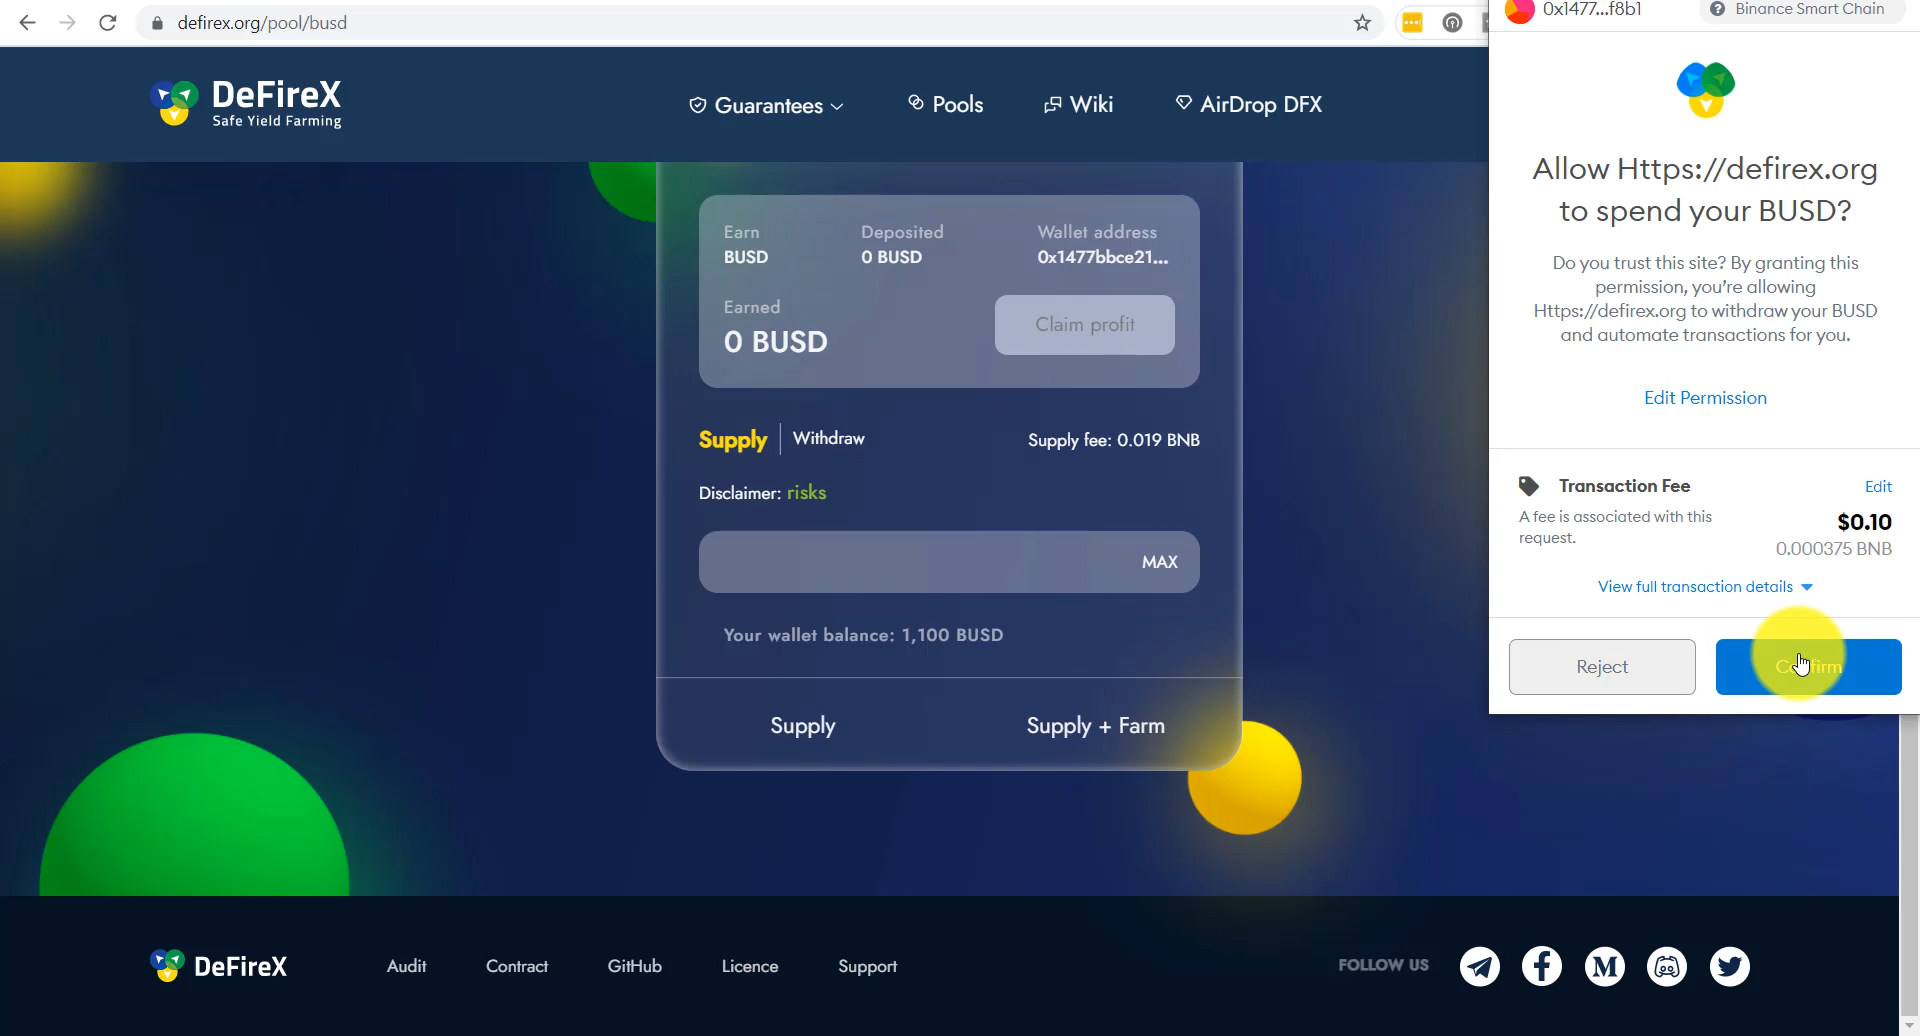 defirex.org/pool/busd
0x1477...f8b1
Binance Smart Chain
DeFireX
Safe Yield Farming
Guarantees
Pools
Wiki
AirDrop DFX
Earn
BUSD
Deposited
0 BUSD
Wallet address
0x1477bbce21...
Earned
0 BUSD
Claim profit
Supply
Withdraw
Supply fee: 0.019 BNB
Disclaimer: risks
MAX
Your wallet balance: 1,100 BUSD
Supply
Supply + Farm
Allow Https://defirex.org
to spend your BUSD?
Do you trust this site? By granting this
permission, you're allowing
Https://defirex.org to withdraw your BUSD
and automate transactions for you.
Edit Permission
Transaction Fee
Edit
A fee is associated with this
request.
$0.10
0.000375 BNB
View full transaction details
Reject
Confirm
DeFireX
Audit
Contract
GitHub
Licence
Support
FOLLOW US